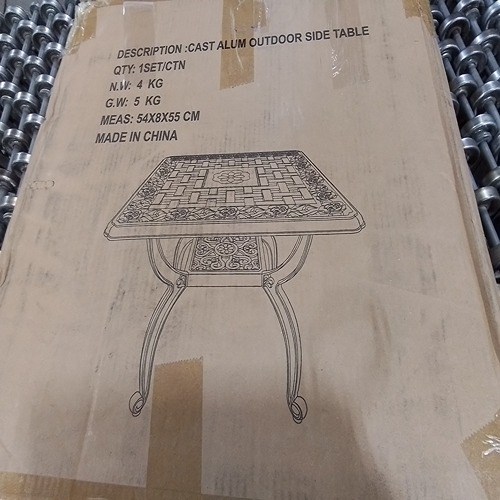 DESCRIPTION :CAST ALUM OUTDOOR SIDE TABLE
QTY: 1SET/CTN
N.W: 4 KG
G.W: 5 KG
MEAS: 54X8X55 CM
MADE IN CHINA